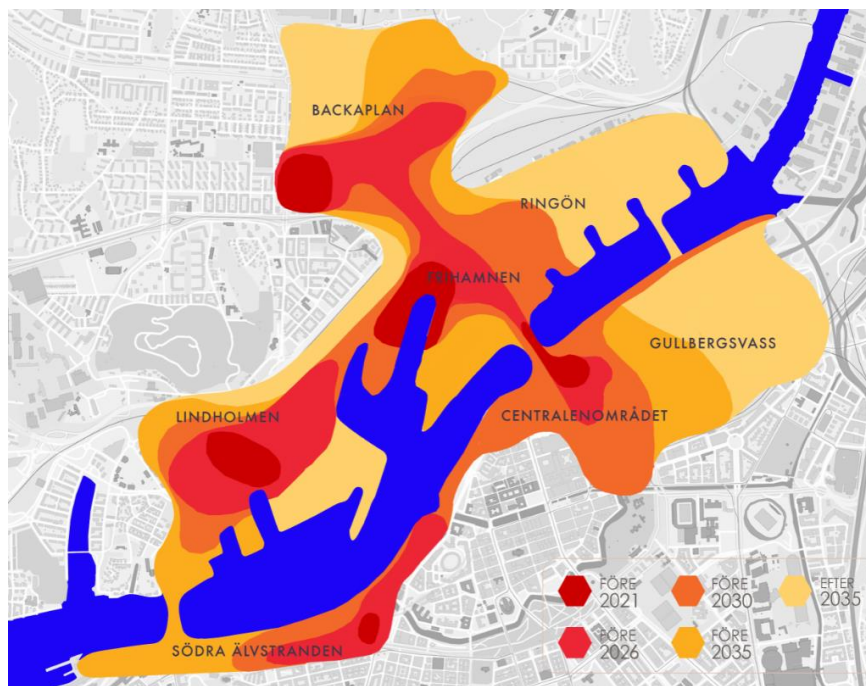 BACKAPLAN
RINGÖN
FRIHAMNEN
GULLBERGSVASS
LINDHOLMEN
CENTRALENOMRÅDET
SÖDRA ÄLVSTRANDEN
FÖRE
2021
FÖRE
2030
EFTER
2035
FÖRE
2026
FÖRE
2035